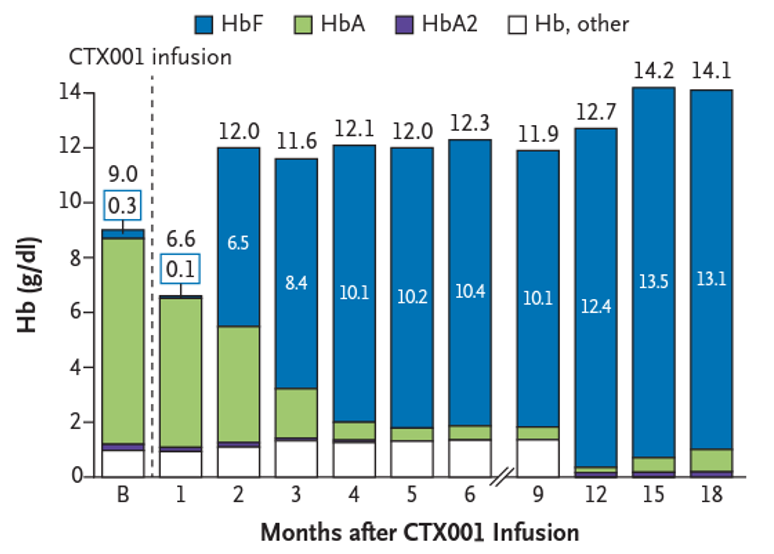 HbF HbA HbA2 Hb, other
CTX001 infusion
14.2 14.1
14
12.7
12.0 11.6 12.1 12.0 12.3 11.9
12
9.0
10
0.3
6.6
6.5
8
0.1
8.4 10.1 10.2 10.4 10.1 12.4 13.5 13.1
6
4
2
0
Hb (g/dl)
B 1 2 3 4 5 6 9 12 15 18
Months after CTX001 Infusion